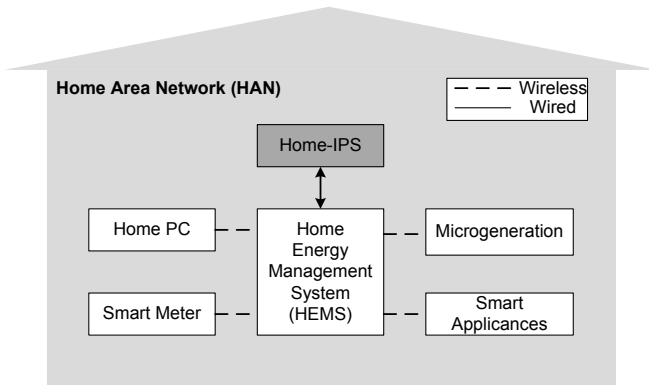 Home Area Network (HAN)
Wireless
Wired
Home-IPS
Home PC
Home
Energy
Management
System
(HEMS)
Microgeneration
Smart Meter
Smart
Applicances